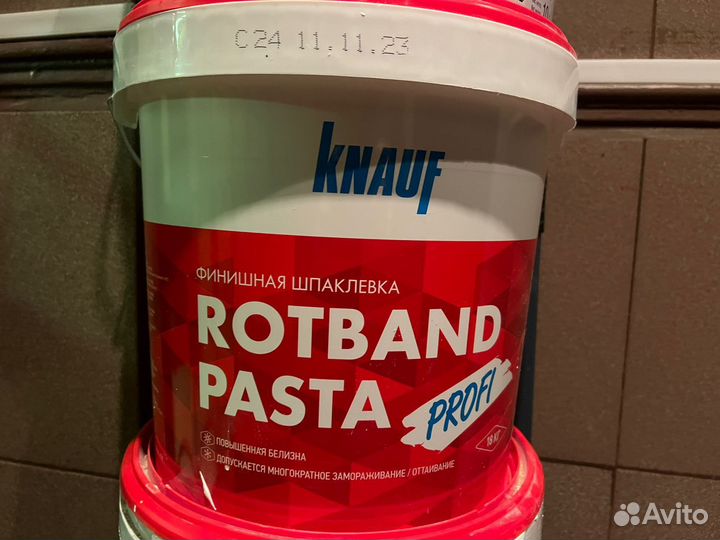 C24 11.11.23
KNAUF
ФИНИШНАЯ ШПАКЛЕВКА
ROTBAND
PASTA
PROFI
18 КГ
ПОВЫШЕННАЯ БЕЛИЗНА
ДОПУСКАЕТСЯ МНОГОКРАТНОЕ ЗАМОРАЖИВАНИЕ / ОТТАИВАНИЕ
Avito